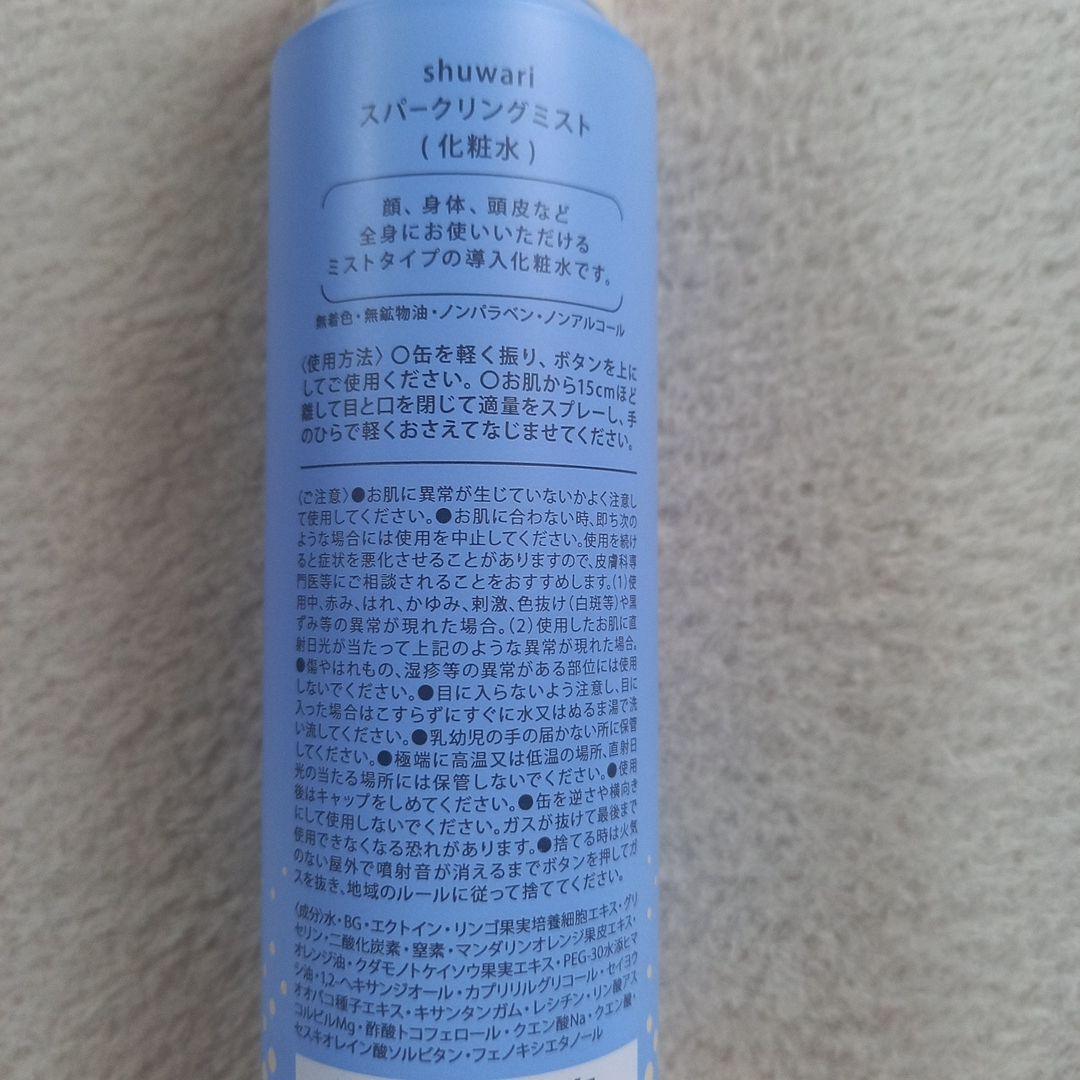 shuwari
スパークリングミスト
(化粧水)
顔、身体、頭皮など
全身にお使いいただける
ミストタイプの導入化粧水です。
無着色・無鉱物油・ノンパラベン・ノンアルコール
〈使用方法〉〇缶を軽く振り、ボタンを上に
してご使用ください。〇お肌から15cmほど
離して目と口を閉じて適量をスプレーし、手
のひらで軽くおさえてなじませてください。
〈ご注意〉●お肌に異常が生じていないかよく注意し
て使用してください。●お肌に合わない時、即ち次の
ような場合には使用を中止してください。使用を続け
ると症状を悪化させることがありますので、皮膚科専
門医等にご相談されることをおすすめします。(1)使
用中、赤み、はれ、かゆみ、刺激、色抜け(白斑等)や黒
ずみ等の異常が現れた場合。(2)使用したお肌に直
射日光が当たって上記のような異常が現れた場合。
●傷やはれもの、湿疹等の異常がある部位には使用
しないでください。●目に入らないよう注意し、目に
入った場合はこすらずにすぐに水又はぬるま湯で洗
い流してください。●乳幼児の手の届かない所に保管
してください。●極端に高温又は低温の場所、直射日
光の当たる場所には保管しないでください。●使用
後はキャップをしめてください。●缶を逆さや横向き
にして使用しないでください。ガスが抜けて最後まで
使用できなくなる恐れがあります。●捨てる時は火気
のない屋外で噴射音が消えるまでボタンを押してガ
スを抜き、地域のルールに従って捨ててください。
〈成分〉水・BG・エクトイン・リンゴ果実培養細胞エキス・グリ
セリン・二酸化炭素・窒素・マンダリンオレンジ果皮エキス・
オレンジ油・クダモノトケイソウ果実エキス・PEG-30水添ヒマ
シ油・1,2-ヘキサンジオール・カプリリルグリコール・セイヨウ
オオバコ種子エキス・キサンタンガム・レシチン・リン酸アス
コルビルMg・酢酸トコフェロール・クエン酸Na・クエン酸・
セスキオレイン酸ソルビタン・フェノキシエタノール